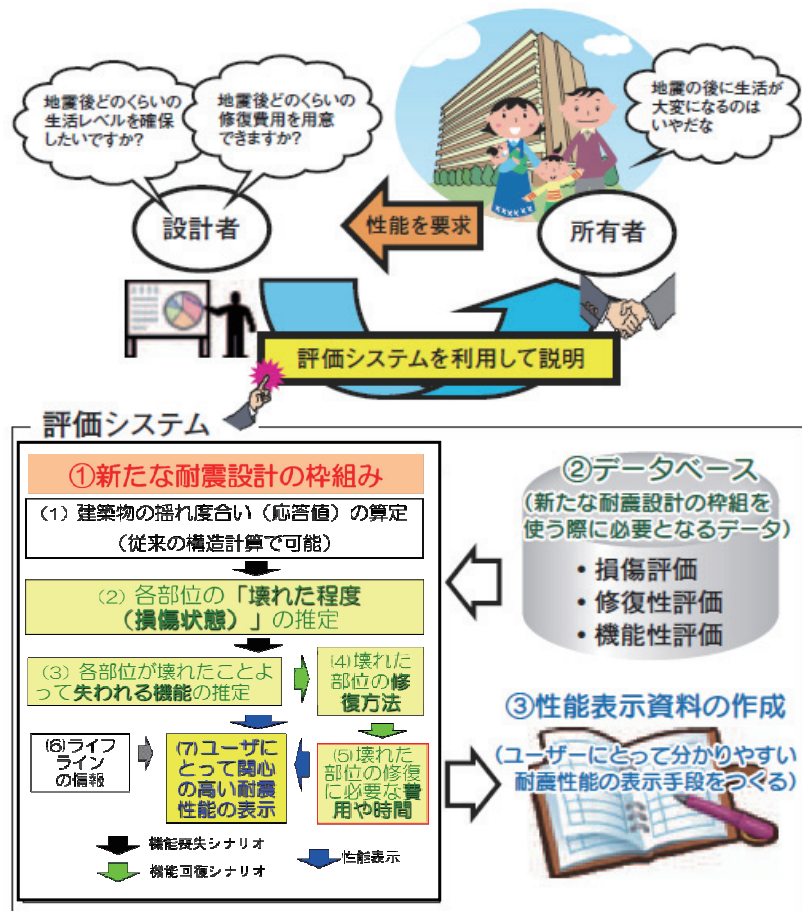 地震後どのくらいの
生活レベルを確保
したいですか?
地震後どのくらいの
修復費用を用意
できますか?
地震の後に生活が
大変になるのは
いやだな
設計者
性能を要求
所有者
評価システムを利用して説明
評価システム
①新たな耐震設計の枠組み
(1) 建築物の揺れ度合い(応答値)の算定
(従来の構造計算で可能)
(2) 各部位の「壊れた程度
(損傷状態)」の推定
(3) 各部位が壊れたことよ
って失われる機能の推定
(4)壊れた
部位の修
復方法
(5)壊れた
部位の修復
に必要な費
用や時間
(6)ライフ
ライン
の情報
(7)ユーザに
とって関心
の高い耐震
性能の表示
機能喪失シナリオ
機能回復シナリオ
性能表示
②データベース
(新たな耐震設計の枠組を
使う際に必要となるデータ)
・損傷評価
・修復性評価
・機能性評価
③性能表示資料の作成
(ユーザーにとって分かりやすい
耐震性能の表示手段をつくる)